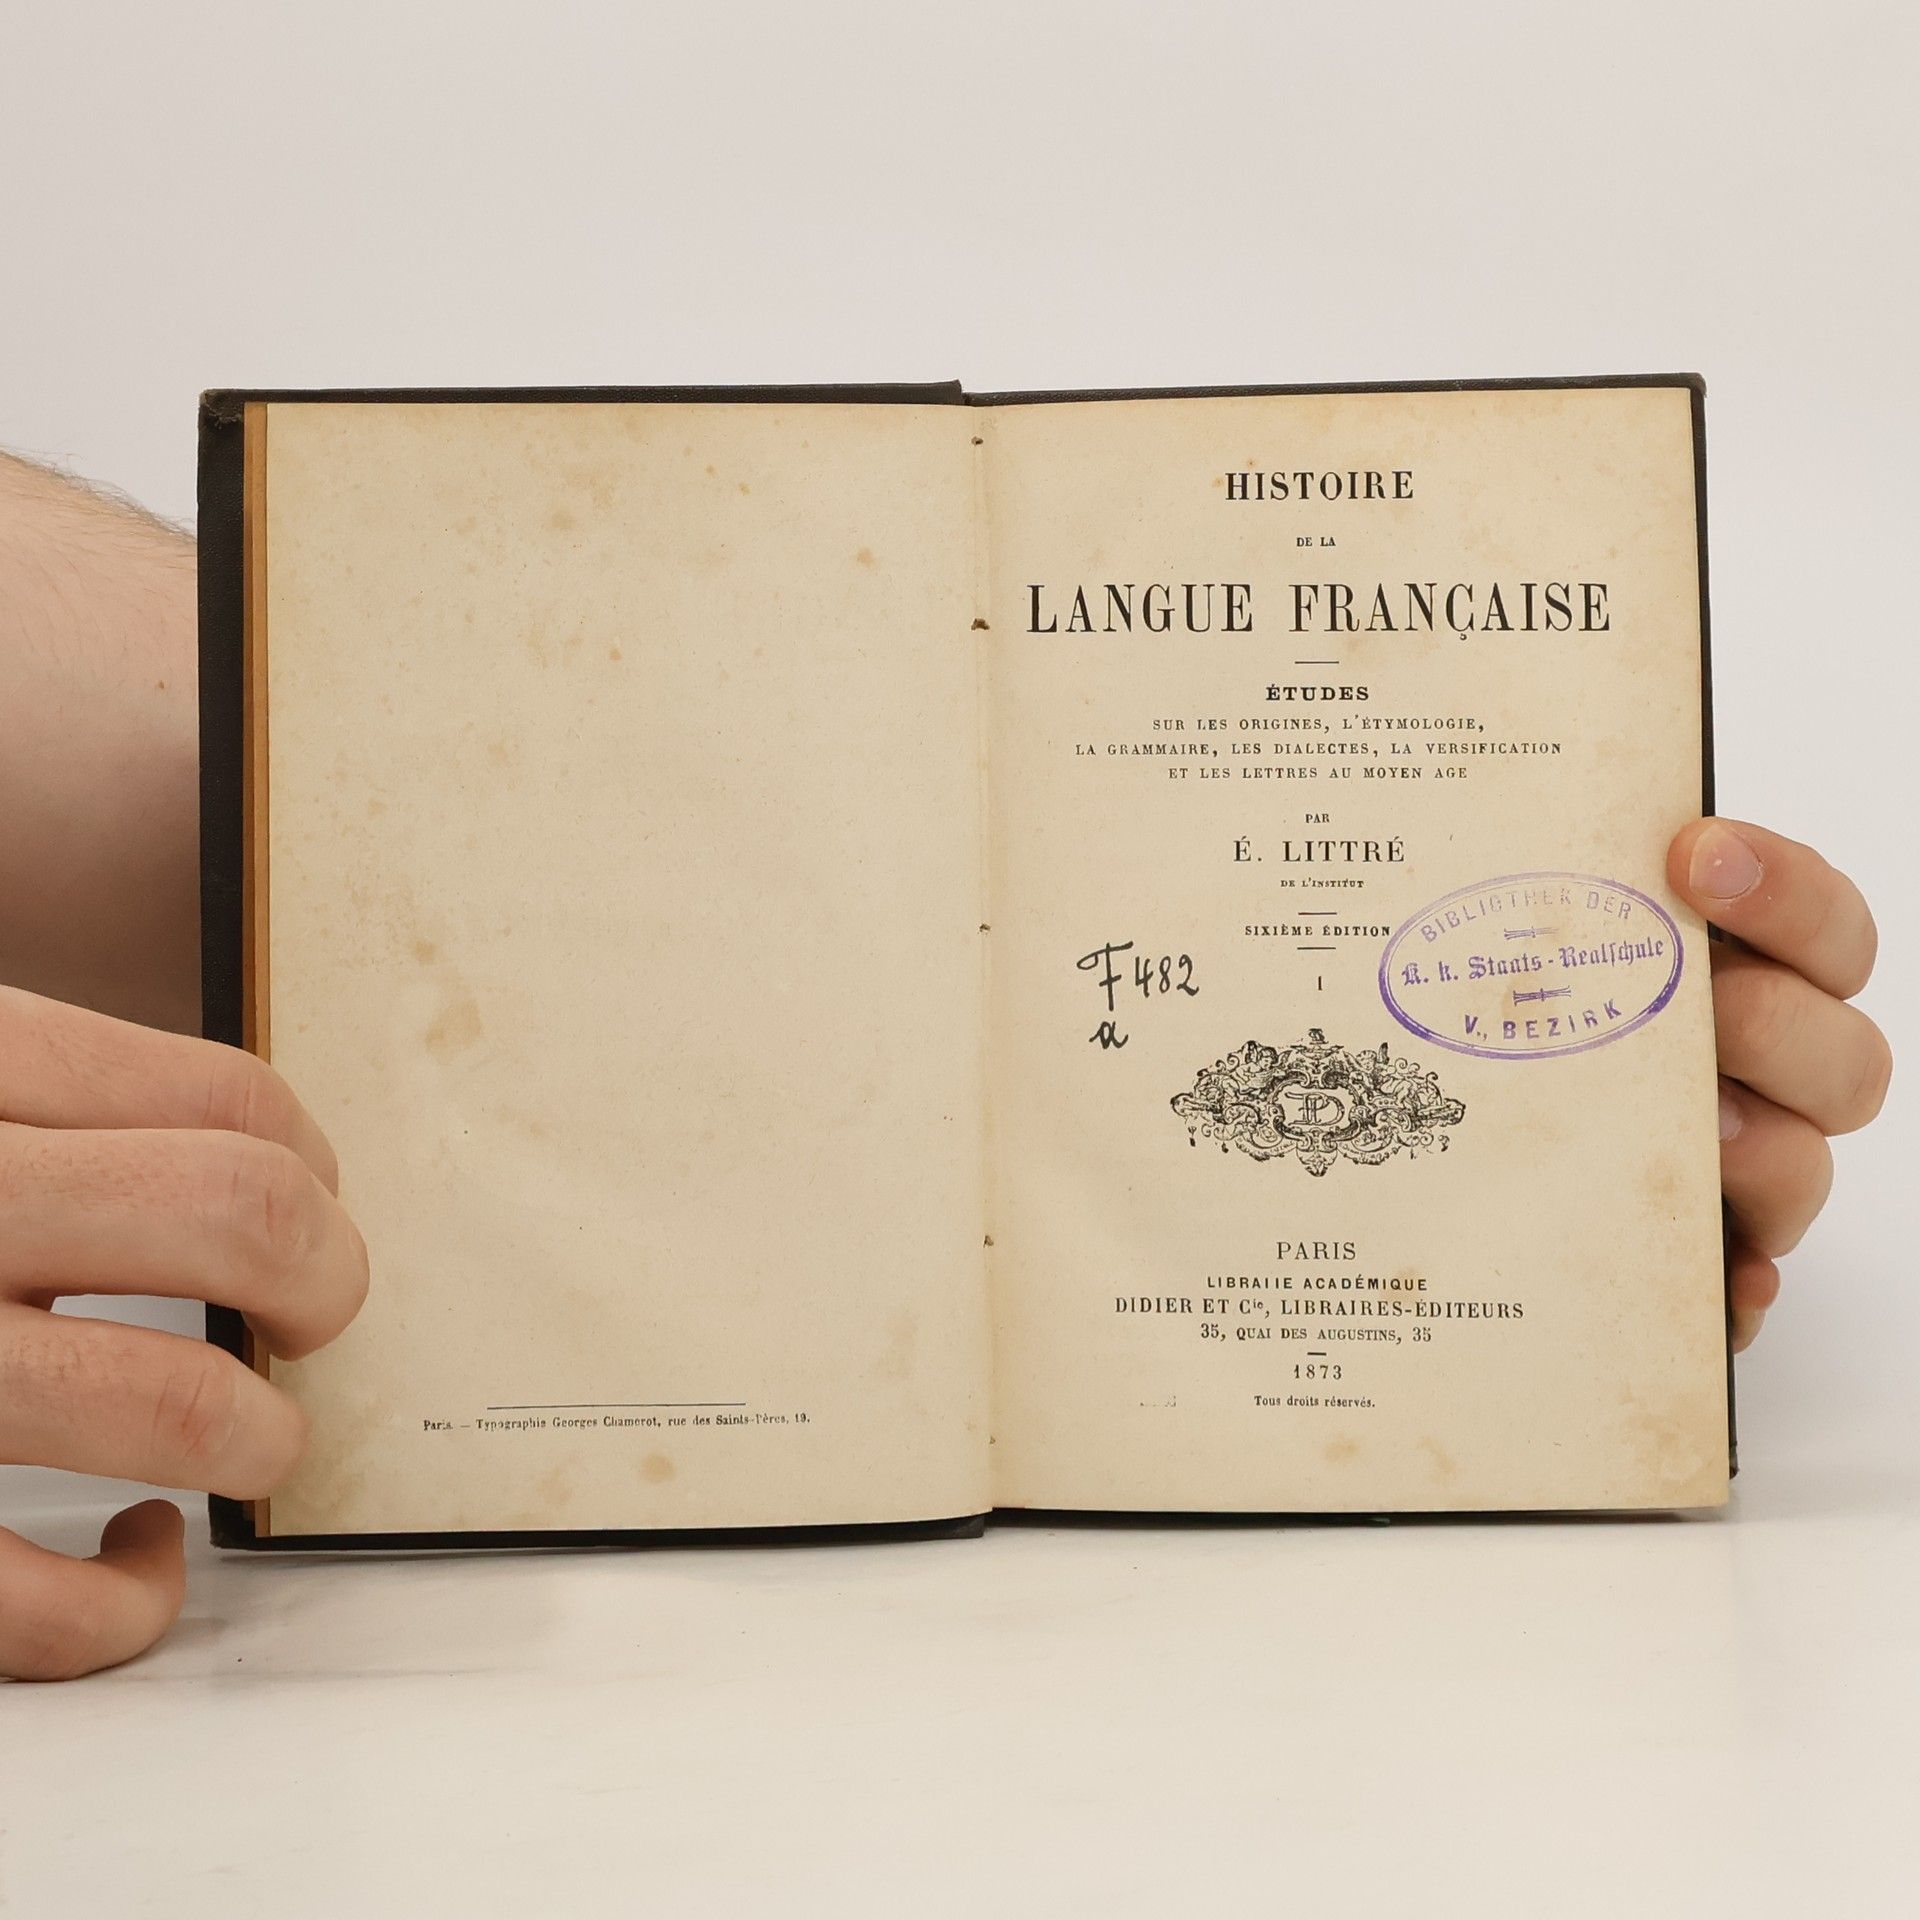 Paris. — Typographie Georges Chamerot, rue des Saints-Pères, 19.
HISTOIRE
DE LA
LANGUE FRANÇAISE
ÉTUDES
SUR LES ORIGINES, L'ÉTYMOLOGIE,
LA GRAMMAIRE, LES DIALECTES, LA VERSIFICATION
ET LES LETTRES AU MOYEN AGE
PAR
É. LITTRÉ
DE L'INSTITUT
SIXIÈME ÉDITION
I
F 482
a
BIBLIOTHEK DER
K. k. Staats-Realschule
V., BEZIRK
PARIS
LIBRAIRIE ACADÉMIQUE
DIDIER ET Cie, LIBRAIRES-ÉDITEURS
35, QUAI DES AUGUSTINS, 35
1873
Tous droits réservés.